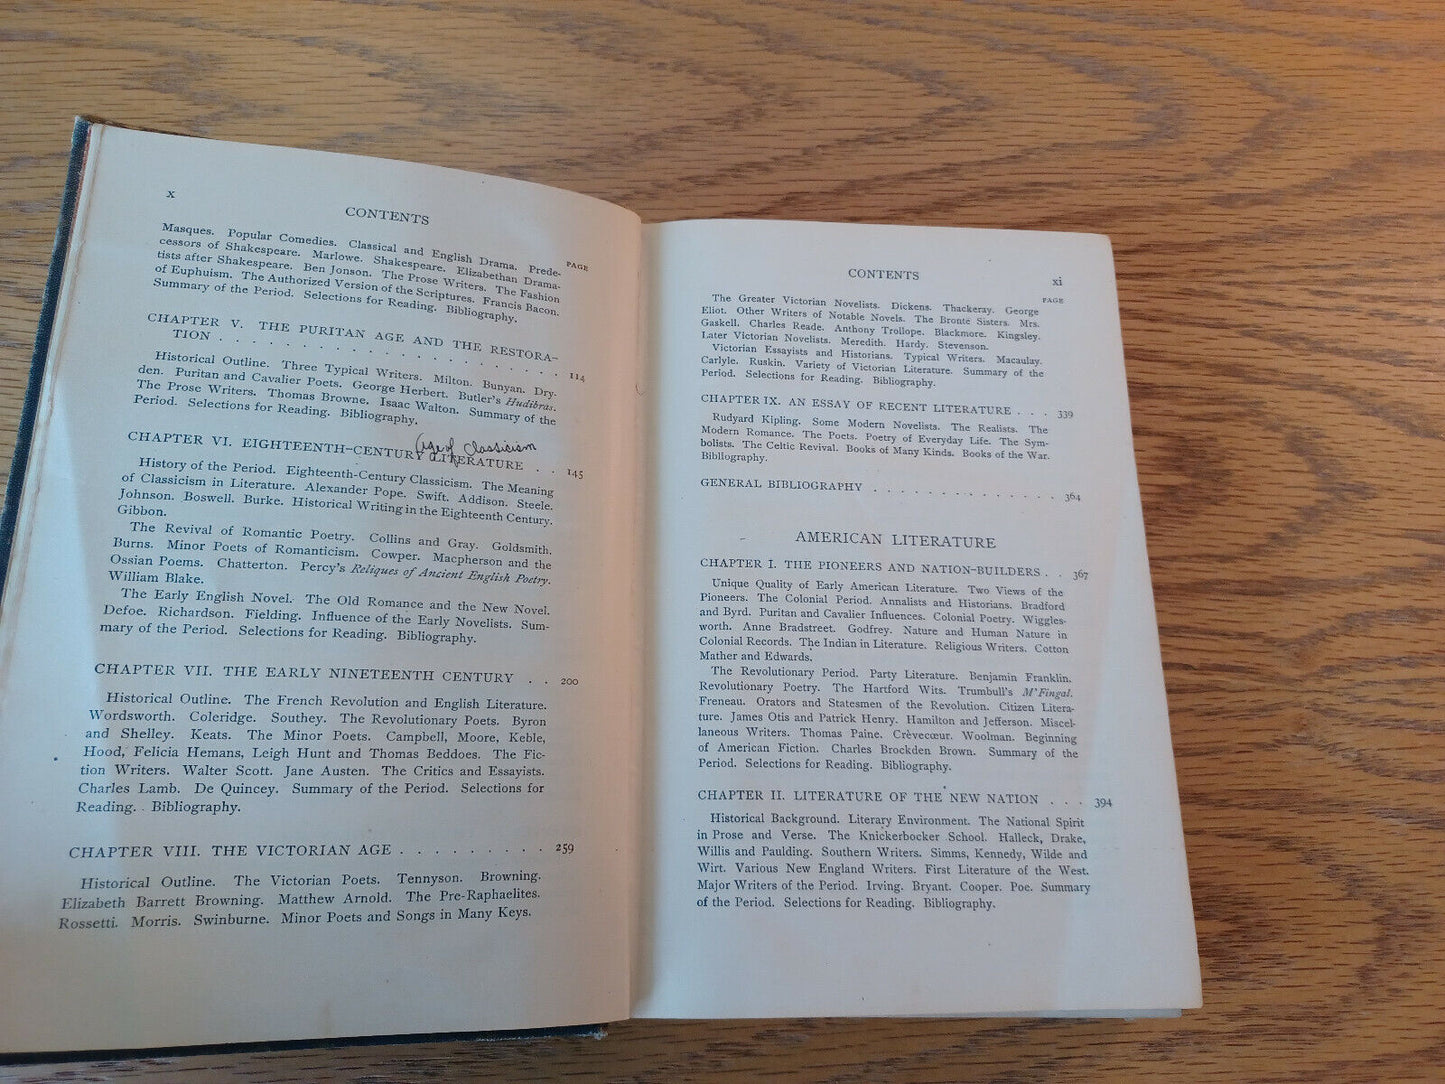 x
CONTENTS
PAGE
Masques. Popular Comedies. Classical and English Drama. Prede-
cessors of Shakespeare. Marlowe. Shakespeare. Elizabethan Drama-
tists after Shakespeare. Ben Jonson. The Prose Writers. The Fashion
of Euphuism. The Authorized Version of the Scriptures. Francis Bacon.
Summary of the Period. Selections for Reading. Bibliography.
CHAPTER V. THE PURITAN AGE AND THE RESTORA-
TION . . . . . . . . . . . . . . . . . . 114
Historical Outline. Three Typical Writers. Milton. Bunyan. Dry-
den. Puritan and Cavalier Poets. George Herbert. Butler's Hudibras.
The Prose Writers. Thomas Browne. Isaac Walton. Summary of the
Period. Selections for Reading. Bibliography.
(age of Classicism
CHAPTER VI. EIGHTEENTH-CENTURY LITERATURE . . 145
History of the Period. Eighteenth-Century Classicism. The Meaning
of Classicism in Literature. Alexander Pope. Swift. Addison. Steele.
Johnson. Boswell. Burke. Historical Writing in the Eighteenth Century.
Gibbon.
The Revival of Romantic Poetry. Collins and Gray. Goldsmith.
Burns. Minor Poets of Romanticism. Cowper. Macpherson and the
Ossian Poems. Chatterton. Percy's Reliques of Ancient English Poetry.
William Blake.
The Early English Novel. The Old Romance and the New Novel.
Defoe. Richardson. Fielding. Influence of the Early Novelists. Sum-
mary of the Period. Selections for Reading. Bibliography.
CHAPTER VII. THE EARLY NINETEENTH CENTURY . . 200
Historical Outline. The French Revolution and English Literature.
Wordsworth. Coleridge. Southey. The Revolutionary Poets. Byron
and Shelley. Keats. The Minor Poets. Campbell, Moore, Keble,
Hood, Felicia Hemans, Leigh Hunt and Thomas Beddoes. The Fic-
tion Writers. Walter Scott. Jane Austen. The Critics and Essayists.
Charles Lamb. De Quincey. Summary of the Period. Selections for
Reading. Bibliography.
CHAPTER VIII. THE VICTORIAN AGE . . . . . . . . . 259
Historical Outline. The Victorian Poets. Tennyson. Browning.
Elizabeth Barrett Browning. Matthew Arnold. The Pre-Raphaelites.
Rossetti. Morris. Swinburne. Minor Poets and Songs in Many Keys.
CONTENTS
xi
PAGE
The Greater Victorian Novelists. Dickens. Thackeray. George
Eliot. Other Writers of Notable Novels. The Brontë Sisters. Mrs.
Gaskell. Charles Reade. Anthony Trollope. Blackmore. Kingsley.
Later Victorian Novelists. Meredith. Hardy. Stevenson.
Victorian Essayists and Historians. Typical Writers. Macaulay.
Carlyle. Ruskin. Variety of Victorian Literature. Summary of the
Period. Selections for Reading. Bibliography.
CHAPTER IX. AN ESSAY OF RECENT LITERATURE . . . 339
Rudyard Kipling. Some Modern Novelists. The Realists. The
Modern Romance. The Poets. Poetry of Everyday Life. The Sym-
bolists. The Celtic Revival. Books of Many Kinds. Books of the War.
Bibliography.
GENERAL BIBLIOGRAPHY . . . . . . . . . . . . . . 364
AMERICAN LITERATURE
CHAPTER I. THE PIONEERS AND NATION-BUILDERS . . 367
Unique Quality of Early American Literature. Two Views of the
Pioneers. The Colonial Period. Annalists and Historians. Bradford
and Byrd. Puritan and Cavalier Influences. Colonial Poetry. Wiggles-
worth. Anne Bradstreet. Godfrey. Nature and Human Nature in
Colonial Records. The Indian in Literature. Religious Writers. Cotton
Mather and Edwards.
The Revolutionary Period. Party Literature. Benjamin Franklin.
Revolutionary Poetry. The Hartford Wits. Trumbull's M'Fingal.
Freneau. Orators and Statesmen of the Revolution. Citizen Litera-
ture. James Otis and Patrick Henry. Hamilton and Jefferson. Miscel-
laneous Writers. Thomas Paine. Crèvecœur. Woolman. Beginning
of American Fiction. Charles Brockden Brown. Summary of the
Period. Selections for Reading. Bibliography.
CHAPTER II. LITERATURE OF THE NEW NATION . . . 394
Historical Background. Literary Environment. The National Spirit
in Prose and Verse. The Knickerbocker School. Halleck, Drake,
Willis and Paulding. Southern Writers. Simms, Kennedy, Wilde and
Wirt. Various New England Writers. First Literature of the West.
Major Writers of the Period. Irving. Bryant. Cooper. Poe. Summary
of the Period. Selections for Reading. Bibliography.